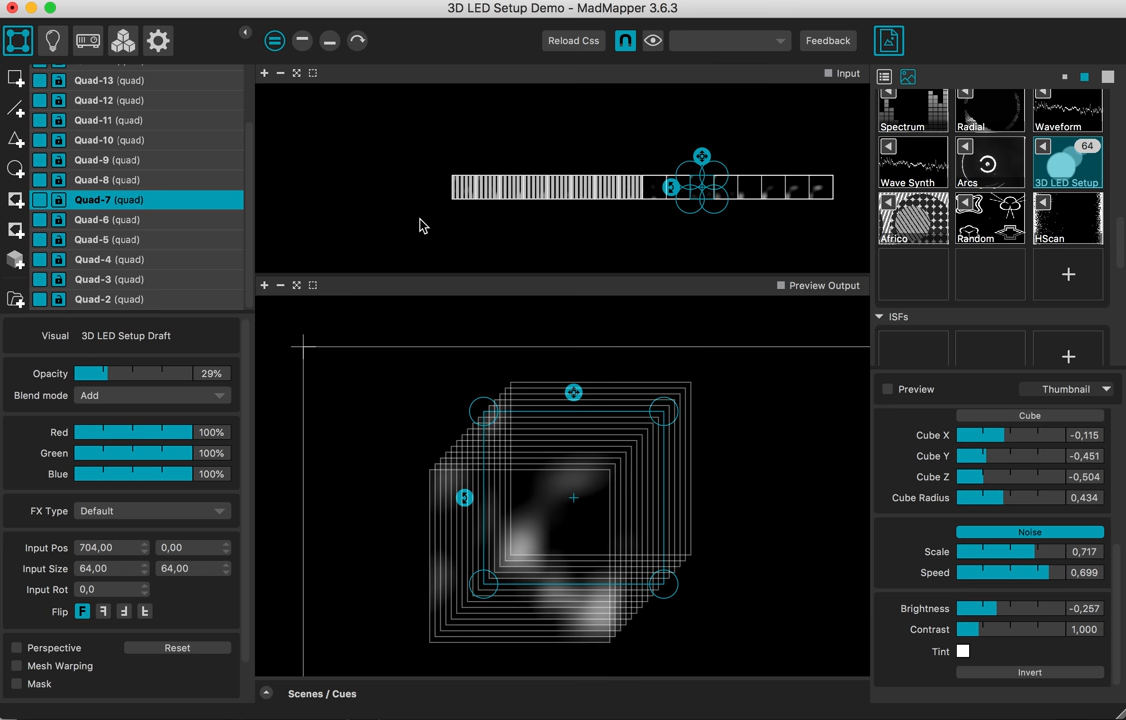 3D LED Setup Demo - MadMapper 3.6.3
Reload Css
Feedback
Quad-13 (quad)
Quad-12 (quad)
Quad-11 (quad)
Quad-10 (quad)
Quad-9 (quad)
Quad-8 (quad)
Quad-7 (quad)
Quad-6 (quad)
Quad-5 (quad)
Quad-4 (quad)
Quad-3 (quad)
Quad-2 (quad)
Visual 3D LED Setup Draft
Opacity 29%
Blend mode Add
Red 100%
Green 100%
Blue 100%
FX Type Default
Input Pos 704,00 0,00
Input Size 64,00 64,00
Input Rot 0,0
Flip
Perspective Reset
Mesh Warping
Mask
Input
Preview Output
Scenes / Cues
Spectrum Radial Waveform
64
Wave Synth Arcs 3D LED Setup
Africo Random HScan
ISFs
Preview Thumbnail
Cube
Cube X -0,115
Cube Y -0,451
Cube Z -0,504
Cube Radius 0,434
Noise
Scale 0,717
Speed 0,699
Brightness -0,257
Contrast 1,000
Tint
Invert